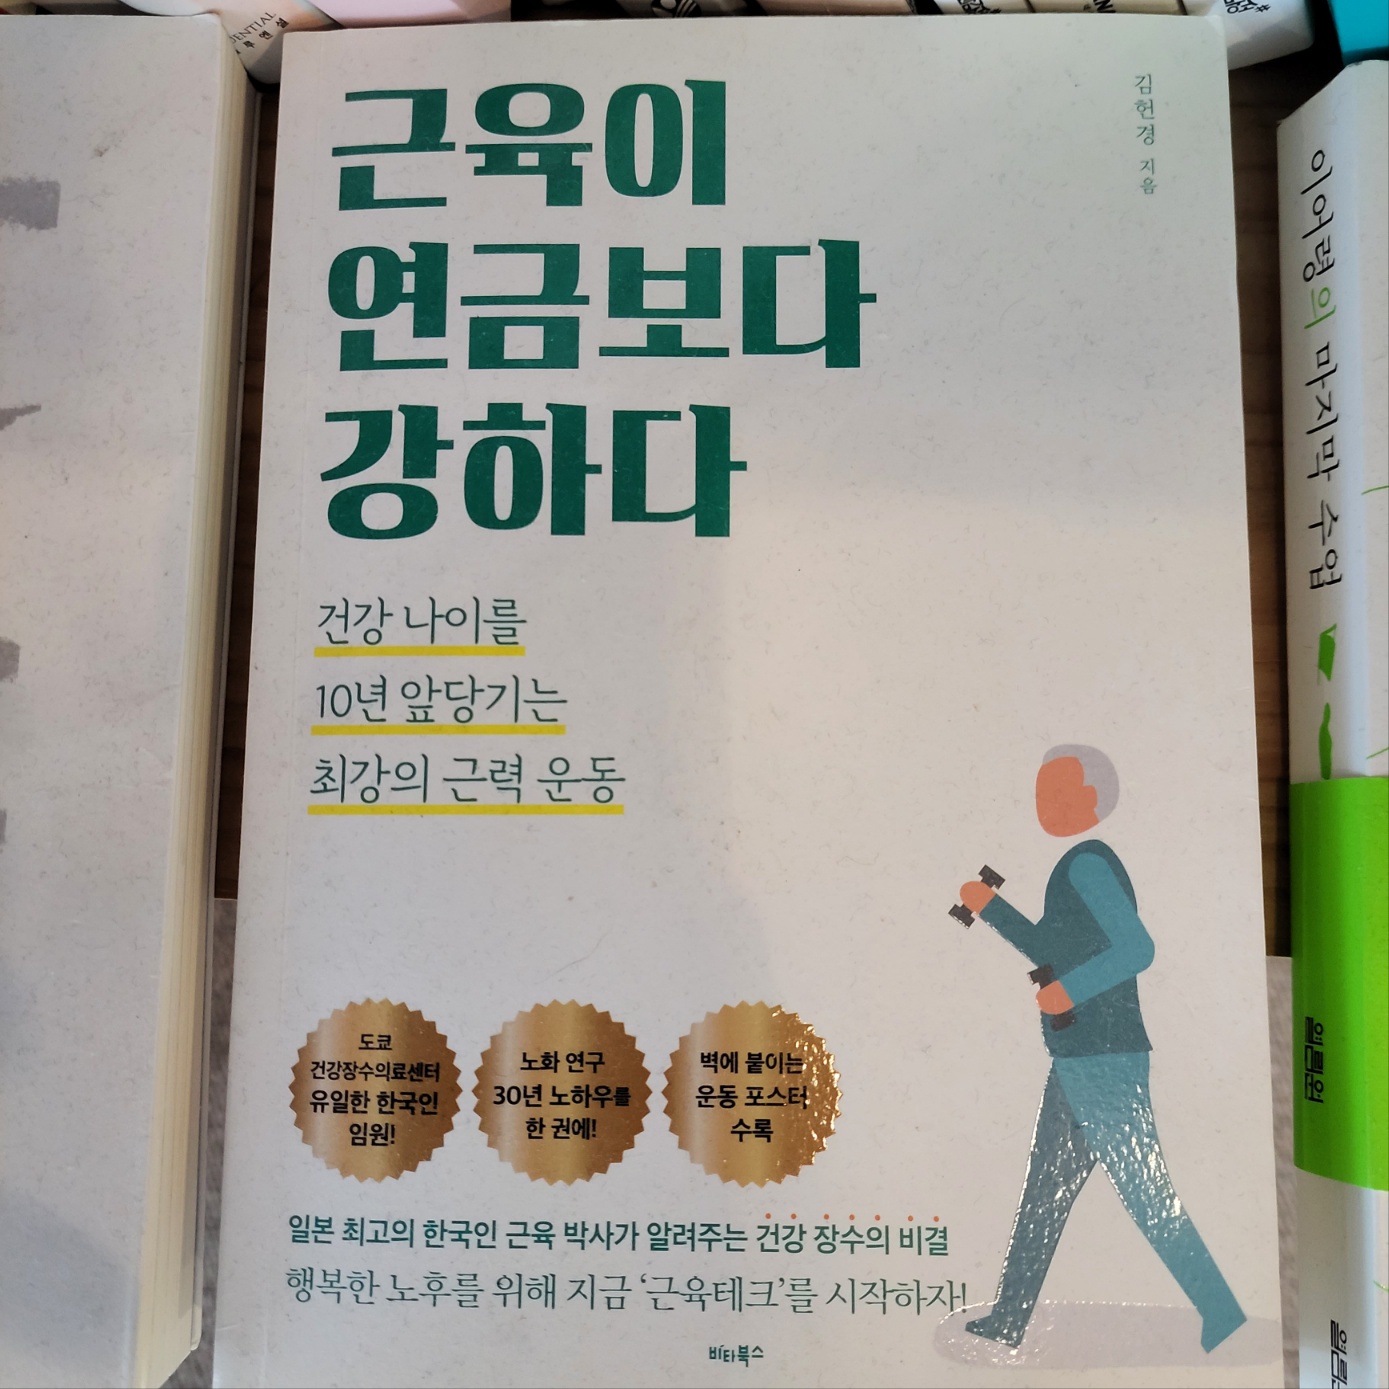 근육이
연금보다
강하다
김헌경 지음
건강 나이를
10년 앞당기는
최강의 근력 운동
도쿄
건강장수의료센터
유일한 한국인
임원!
노화 연구
30년 노하우를
한 권에!
벽에 붙이는
운동 포스터
수록
일본 최고의 한국인 근육 박사가 알려주는 건강 장수의 비결
행복한 노후를 위해 지금 ‘근육테크’를 시작하자!
비타북스
이어령의 마지막 수업
열림원